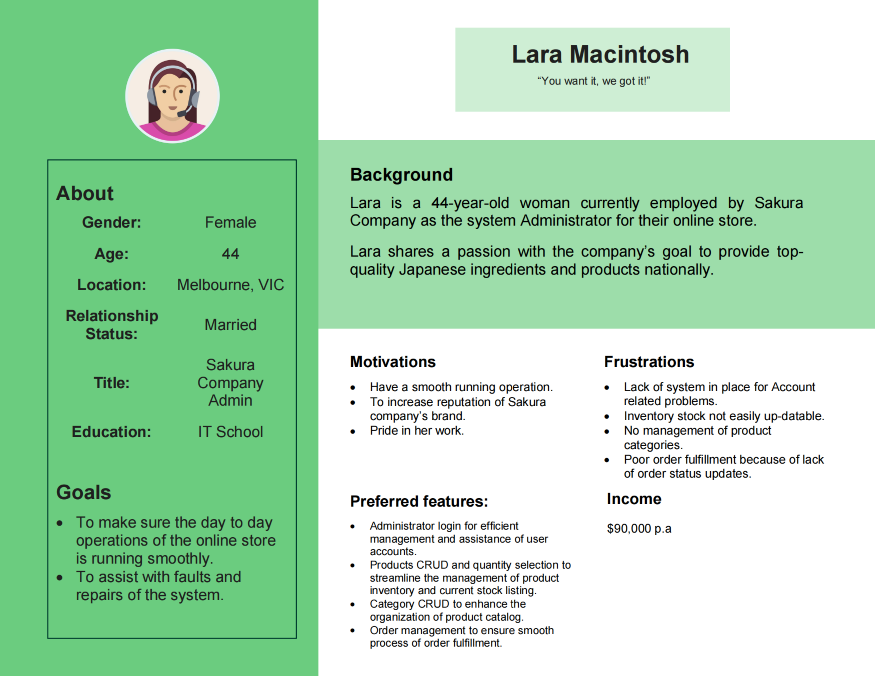 Lara Macintosh
“You want it, we got it!”
About
Gender: Female
Age: 44
Location: Melbourne, VIC
Relationship
Status:
Married
Title:
Sakura
Company
Admin
Education: IT School
Goals
• To make sure the day to day
operations of the online store
is running smoothly.
• To assist with faults and
repairs of the system.
Background
Lara is a 44-year-old woman currently employed by Sakura
Company as the system Administrator for their online store.
Lara shares a passion with the company’s goal to provide top-
quality Japanese ingredients and products nationally.
Motivations
• Have a smooth running operation.
• To increase reputation of Sakura
company’s brand.
• Pride in her work.
Frustrations
• Lack of system in place for Account
related problems.
• Inventory stock not easily up-datable.
• No management of product
categories.
• Poor order fulfillment because of lack
of order status updates.
Preferred features:
• Administrator login for efficient
management and assistance of user
accounts.
• Products CRUD and quantity selection to
streamline the management of product
inventory and current stock listing.
• Category CRUD to enhance the
organization of product catalog.
• Order management to ensure smooth
process of order fulfillment.
Income
$90,000 p.a